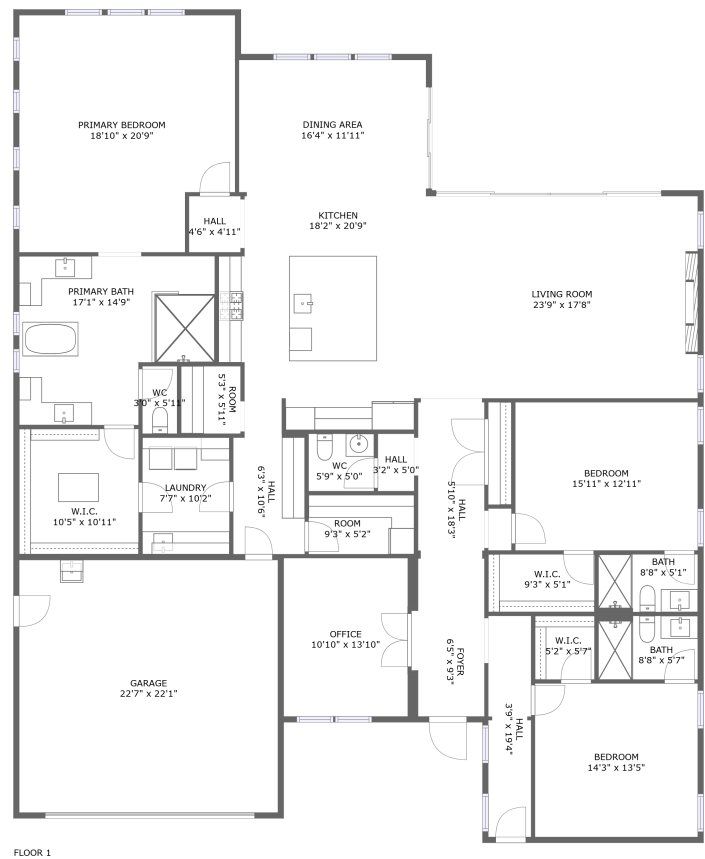 PRIMARY BEDROOM
18'10" x 20'9"
DINING AREA
16'4" x 11'11"
HALL
4'6" x 4'11"
KITCHEN
18'2" x 20'9"
PRIMARY BATH
17'1" x 14'9"
LIVING ROOM
23'9" x 17'8"
WC
3'0" x 5'11"
ROOM
5'3" x 5'11"
W.I.C.
10'5" x 10'11"
LAUNDRY
7'7" x 10'2"
HALL
6'3" x 10'6"
WC
5'9" x 5'0"
HALL
3'2" x 5'0"
ROOM
9'3" x 5'2"
HALL
5'10" x 18'3"
BEDROOM
15'11" x 12'11"
W.I.C.
9'3" x 5'1"
BATH
8'8" x 5'1"
OFFICE
10'10" x 13'10"
FOYER
6'5" x 9'3"
W.I.C.
5'2" x 5'7"
BATH
8'8" x 5'7"
GARAGE
22'7" x 22'1"
HALL
3'9" x 19'4"
BEDROOM
14'3" x 13'5"
FLOOR 1